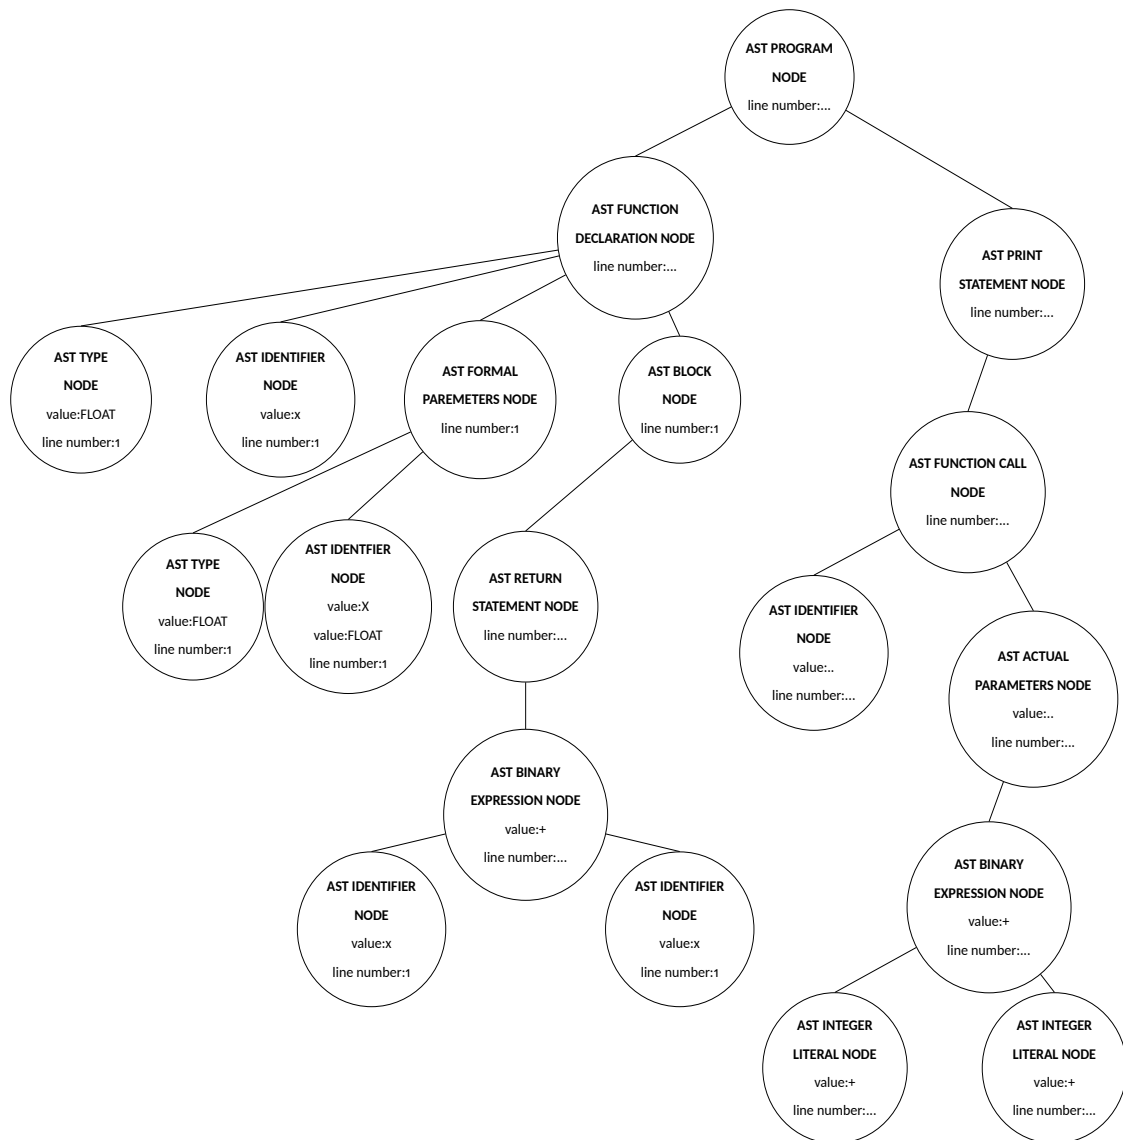 AST PROGRAM
NODE
line number:...
AST FUNCTION
DECLARATION NODE
line number:...
AST PRINT
STATEMENT NODE
line number:...
AST TYPE
NODE
value:FLOAT
line number:1
AST IDENTIFIER
NODE
value:x
line number:1
AST FORMAL
PAREMETERS NODE
line number:1
AST BLOCK
NODE
line number:1
AST FUNCTION CALL
NODE
line number:...
AST TYPE
NODE
value:FLOAT
line number:1
AST IDENTFIER
NODE
value:X
value:FLOAT
line number:1
AST RETURN
STATEMENT NODE
line number:...
AST IDENTIFIER
NODE
value:..
line number:...
AST ACTUAL
PARAMETERS NODE
value:..
line number:...
AST BINARY
EXPRESSION NODE
value:+
line number:...
AST IDENTIFIER
NODE
value:x
line number:1
AST IDENTIFIER
NODE
value:x
line number:1
AST BINARY
EXPRESSION NODE
value:+
line number:...
AST INTEGER
LITERAL NODE
value:+
line number:...
AST INTEGER
LITERAL NODE
value:+
line number:...